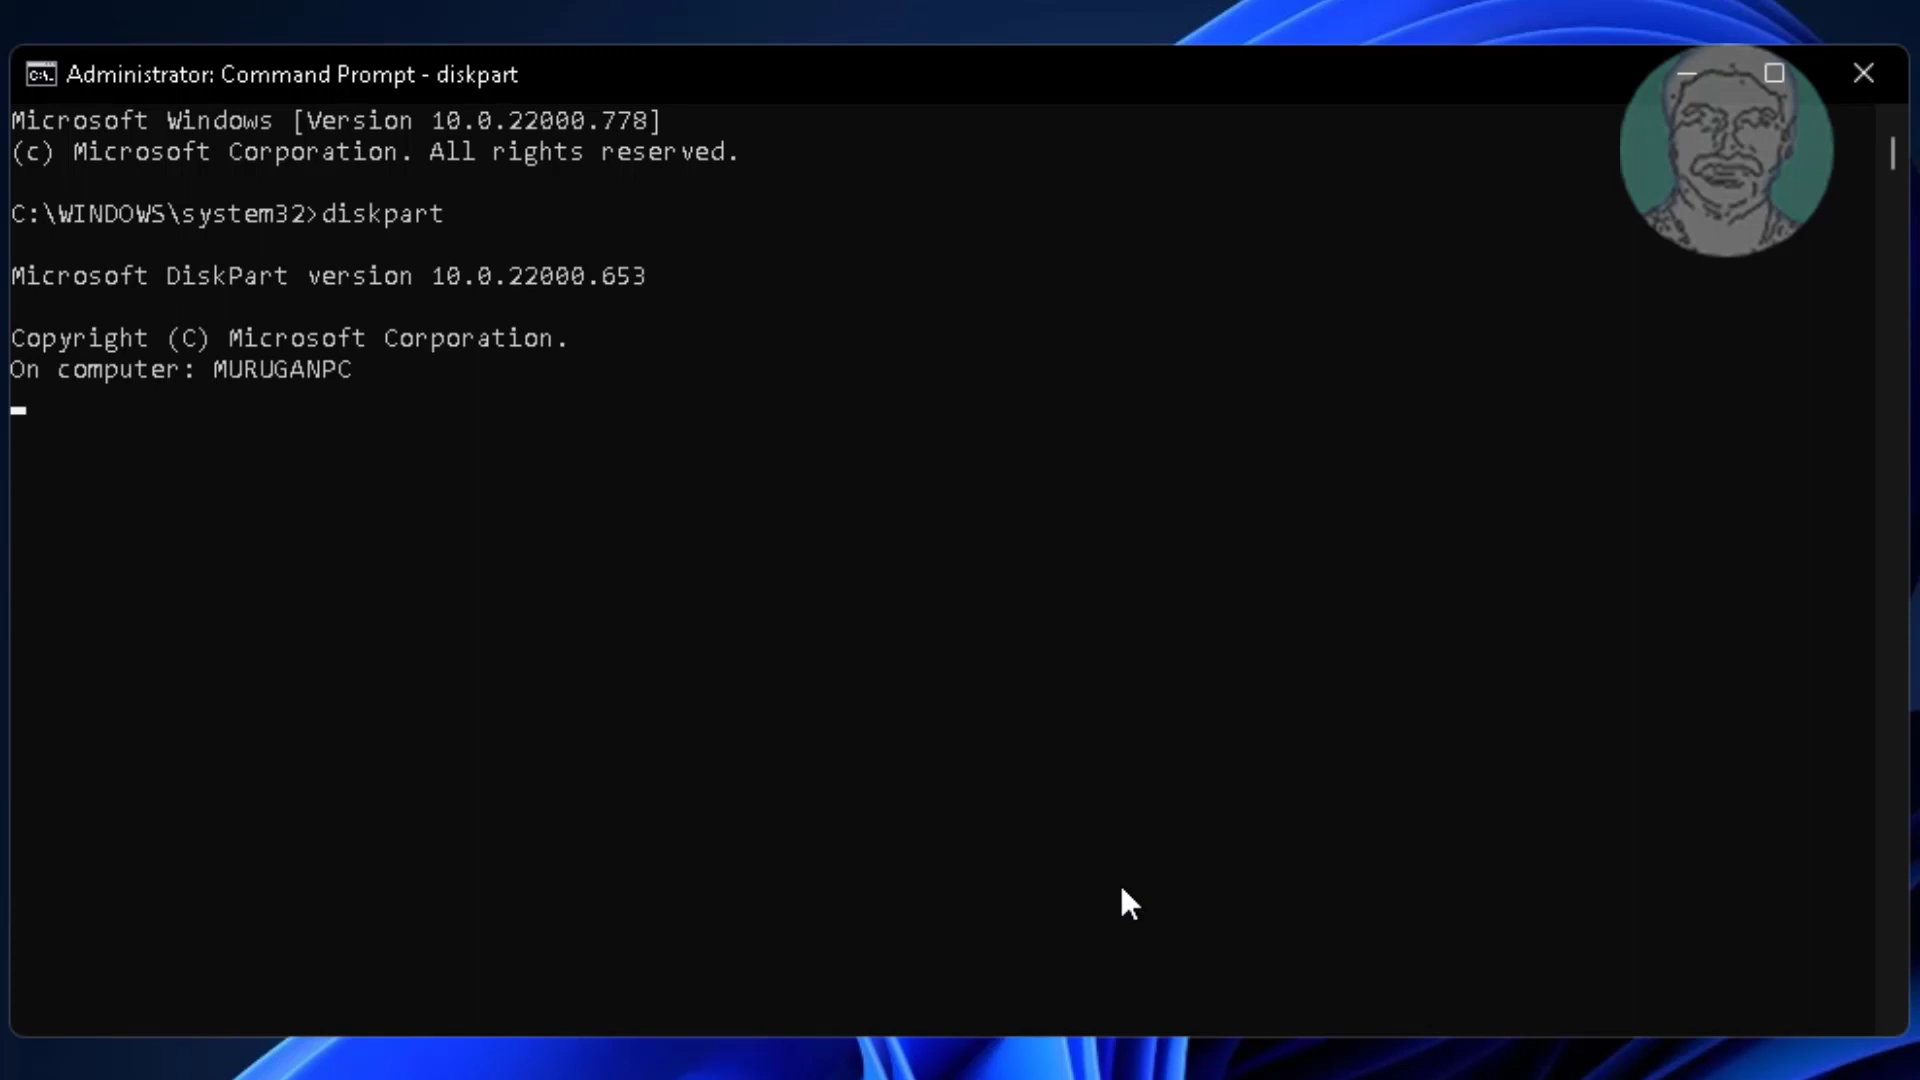 Administrator: Command Prompt - diskpart
Microsoft Windows [Version 10.0.22000.778]
(c) Microsoft Corporation. All rights reserved.
C:\WINDOWS\system32>diskpart
Microsoft DiskPart version 10.0.22000.653
Copyright (C) Microsoft Corporation.
On computer: MURUGANPC